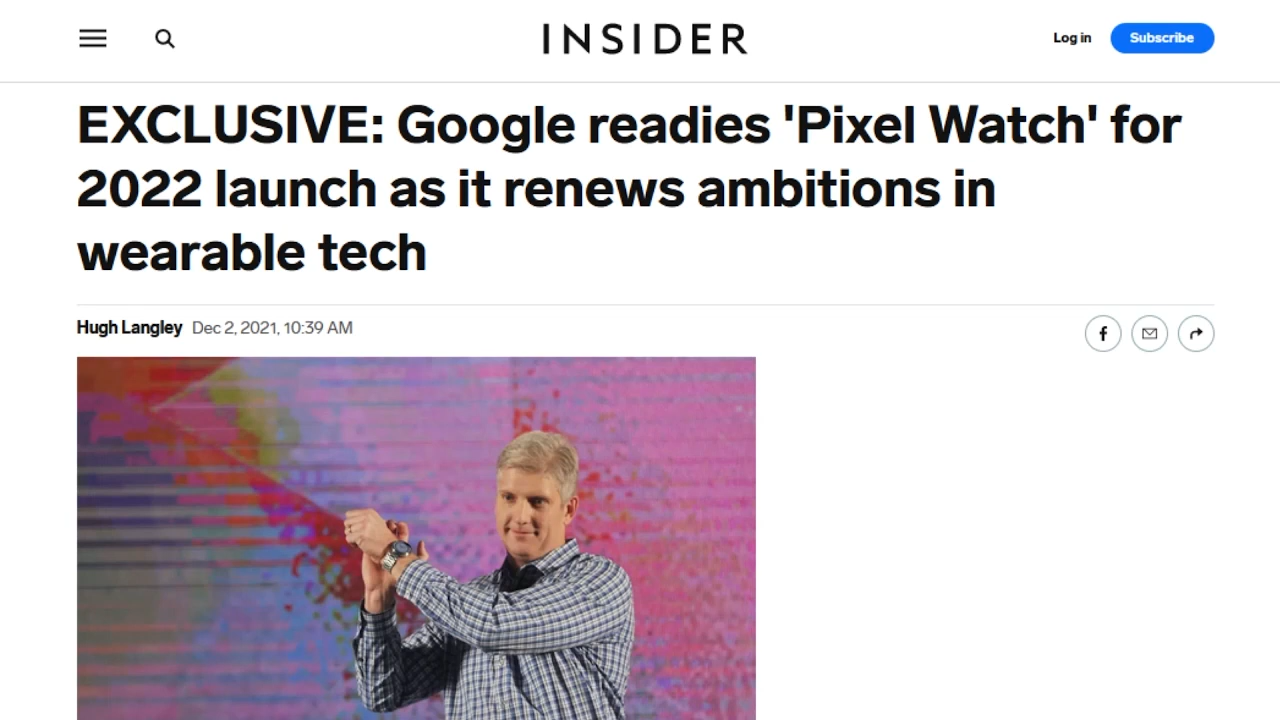 INSIDER
Log in
Subscribe
EXCLUSIVE: Google readies 'Pixel Watch' for
2022 launch as it renews ambitions in
wearable tech
Hugh Langley Dec 2, 2021, 10:39 AM